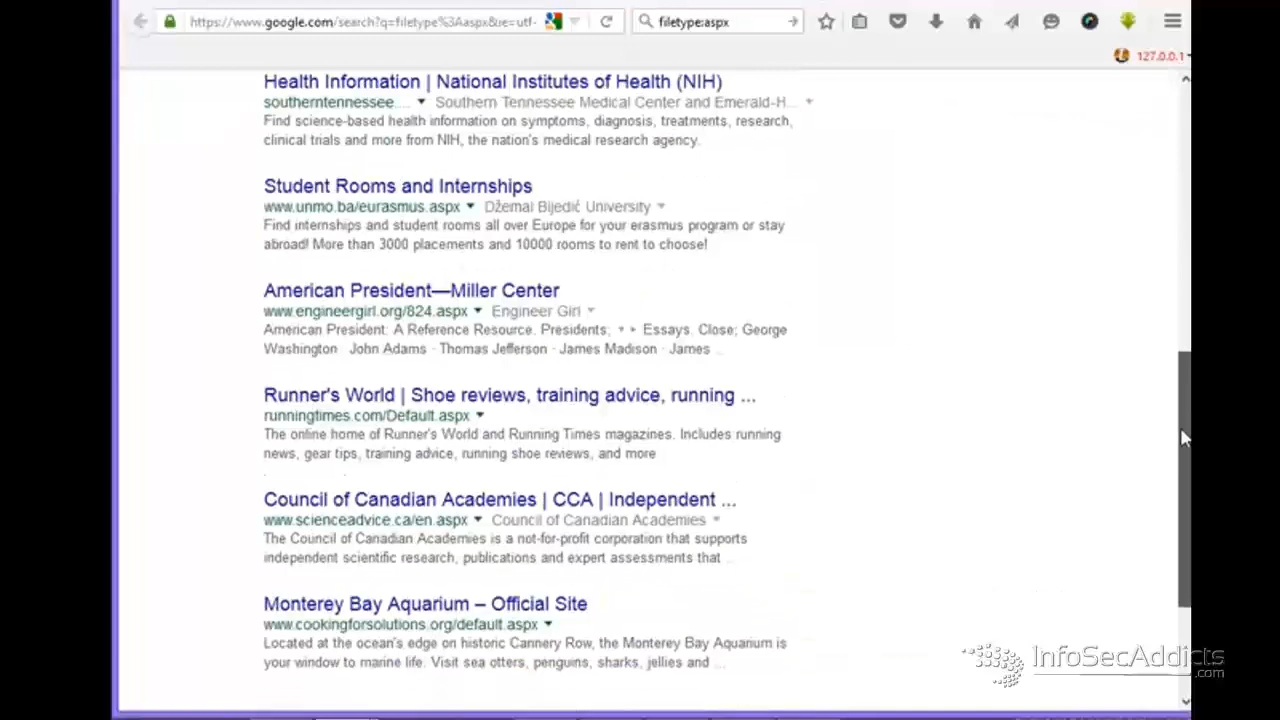 https://www.google.com/search?q=filetype%3Aaspx&ie=utf-
filetype:aspx
127.0.0.1
Health Information | National Institutes of Health (NIH)
southerntennessee.... Southern Tennessee Medical Center and Emerald-H...
Find science-based health information on symptoms, diagnosis, treatments, research,
clinical trials and more from NIH, the nation's medical research agency.
Student Rooms and Internships
www.unmo.ba/eurasmus.aspx Džemal Bijedić University
Find internships and student rooms all over Europe for your erasmus program or stay
abroad! More than 3000 placements and 10000 rooms to rent to choose!
American President—Miller Center
www.engineergirl.org/824.aspx Engineer Girl
American President: A Reference Resource. Presidents; Essays. Close; George
Washington · John Adams · Thomas Jefferson · James Madison · James ...
Runner's World | Shoe reviews, training advice, running ...
runningtimes.com/Default.aspx
The online home of Runner's World and Running Times magazines. Includes running
news, gear tips, training advice, running shoe reviews, and more
Council of Canadian Academies | CCA | Independent ...
www.scienceadvice.ca/en.aspx Council of Canadian Academies
The Council of Canadian Academies is a not-for-profit corporation that supports
independent scientific research, publications and expert assessments that ...
Monterey Bay Aquarium – Official Site
www.cookingforsolutions.org/default.aspx
Located at the ocean's edge on historic Cannery Row, the Monterey Bay Aquarium is
your window to marine life. Visit sea otters, penguins, sharks, jellies and ...
InfoSecAddicts
.com